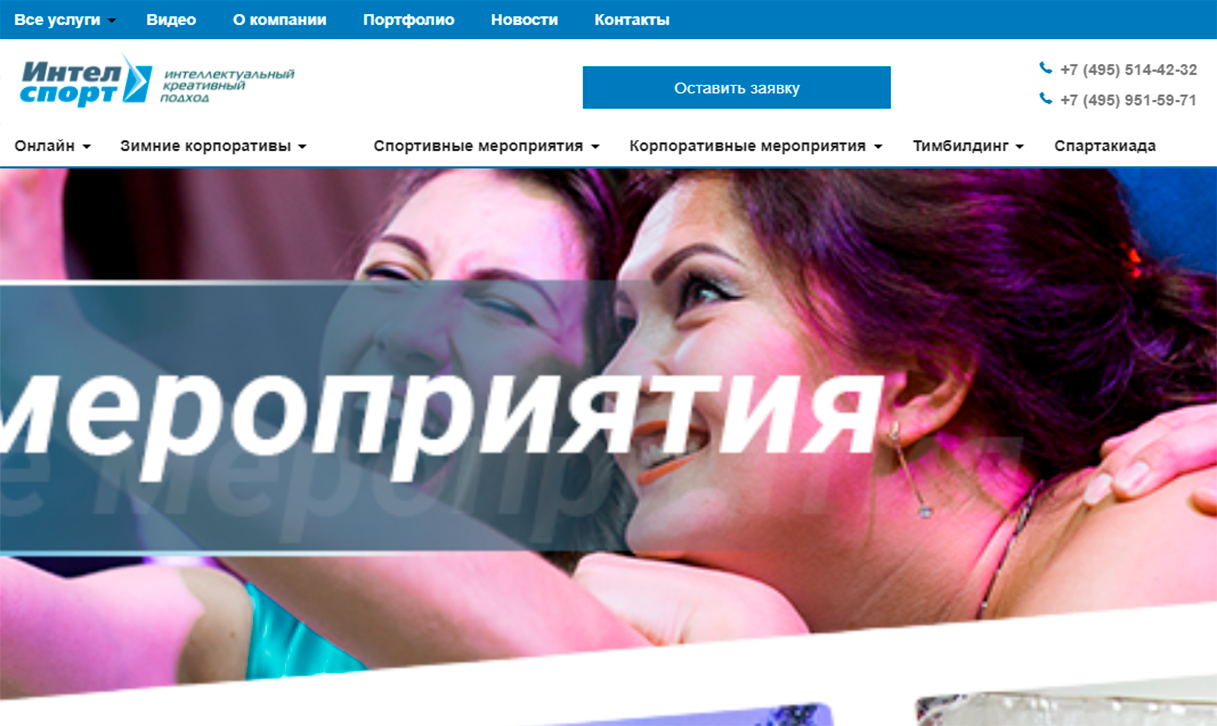 Все услуги Видео О компании Портфолио Новости Контакты
Интел
спорт
интеллектуальный
креативный
подход
Оставить заявку
+7 (495) 514-42-32
+7 (495) 951-59-71
Онлайн Зимние корпоративы Спортивные мероприятия Корпоративные мероприятия Тимбилдинг Спартакиада
мероприятия
е мероприятия